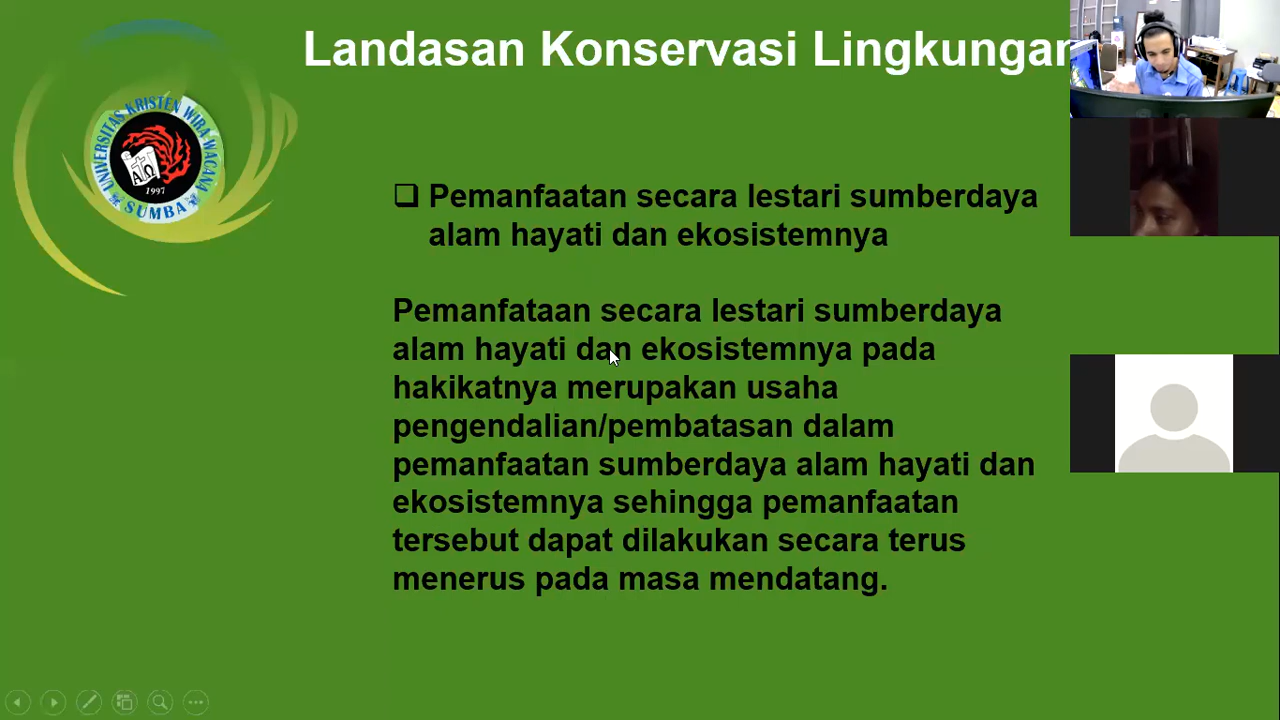 Landasan Konservasi Lingkungan
UNIVERSITAS KRISTEN WIRA WACANA
ΑΩ
1997
SUMBA
❑ Pemanfaatan secara lestari sumberdaya
alam hayati dan ekosistemnya
Pemanfataan secara lestari sumberdaya
alam hayati dan ekosistemnya pada
hakikatnya merupakan usaha
pengendalian/pembatasan dalam
pemanfaatan sumberdaya alam hayati dan
ekosistemnya sehingga pemanfaatan
tersebut dapat dilakukan secara terus
menerus pada masa mendatang.